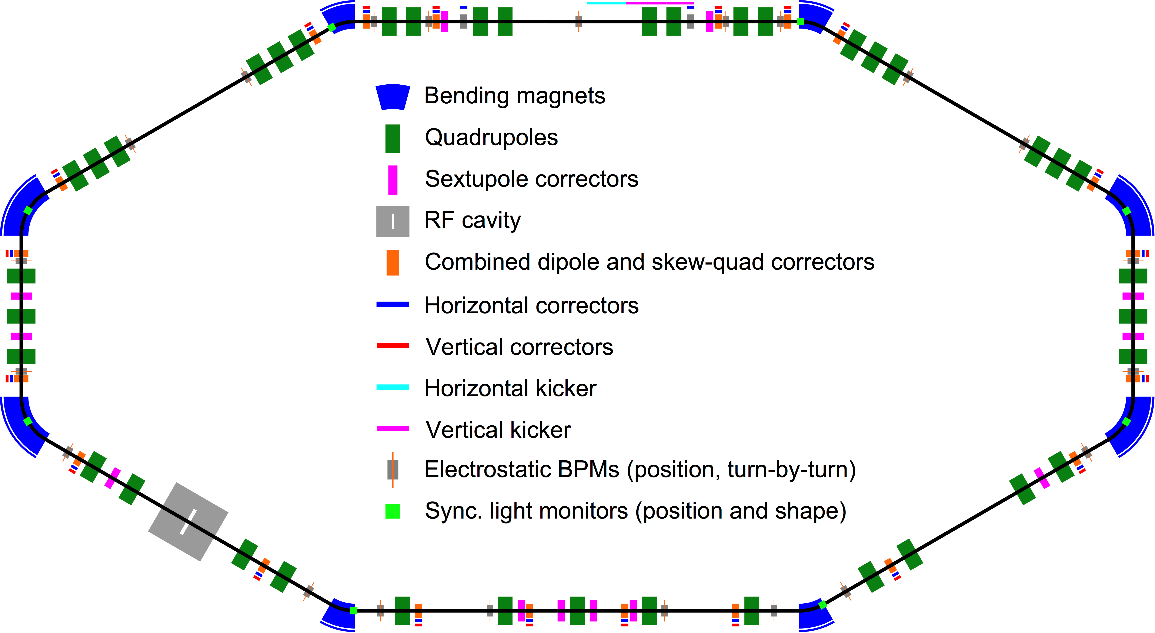 Bending magnets
Quadrupoles
Sextupole correctors
RF cavity
Combined dipole and skew-quad correctors
Horizontal correctors
Vertical correctors
Horizontal kicker
Vertical kicker
Electrostatic BPMs (position, turn-by-turn)
Sync. light monitors (position and shape)